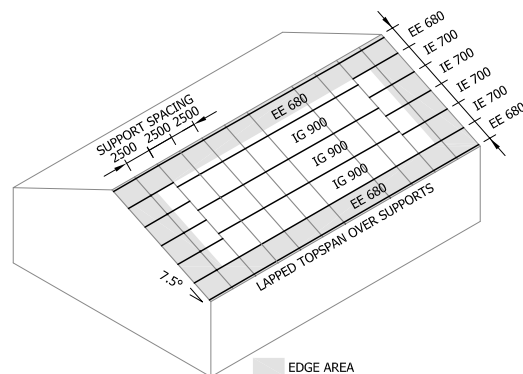 EE 680
IE 700
IE 700
IE 700
IE 700
EE 680
SUPPORT SPACING
2500
2500
2500
EE 680
IG 900
IG 900
IG 900
EE 680
LAPPED TOPSPAN OVER SUPPORTS
7.5°
EDGE AREA